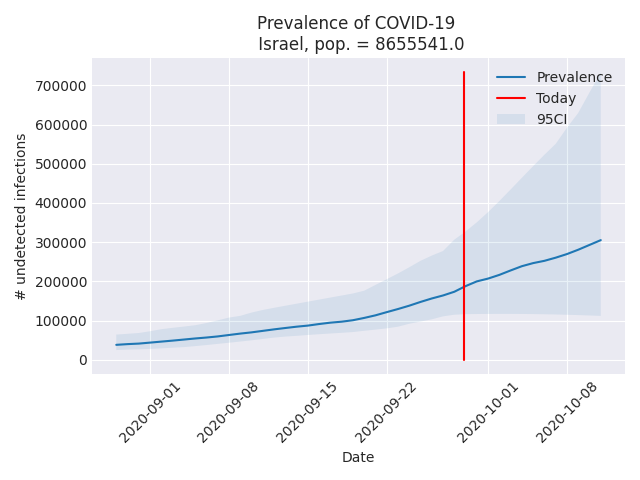 Prevalence of COVID-19
Israel, pop. = 8655541.0
Prevalence
Today
95CI
700000
600000
500000
400000
300000
200000
100000
0
# undetected infections
2020-09-01
2020-09-08
2020-09-15
2020-09-22
2020-10-01
2020-10-08
Date